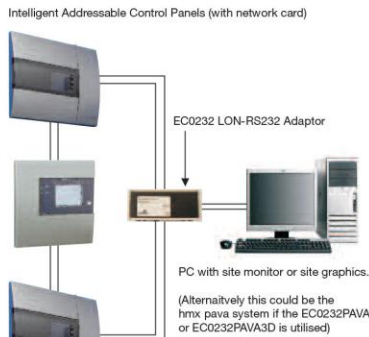 Intelligent Addressable Control Panels (with network card)
EC0232 LON-RS232 Adaptor
PC with site monitor or site graphics.
(Alternaitvely this could be the
hmx pava system if the EC0232PAVA
or EC0232PAVA3D is utilised)